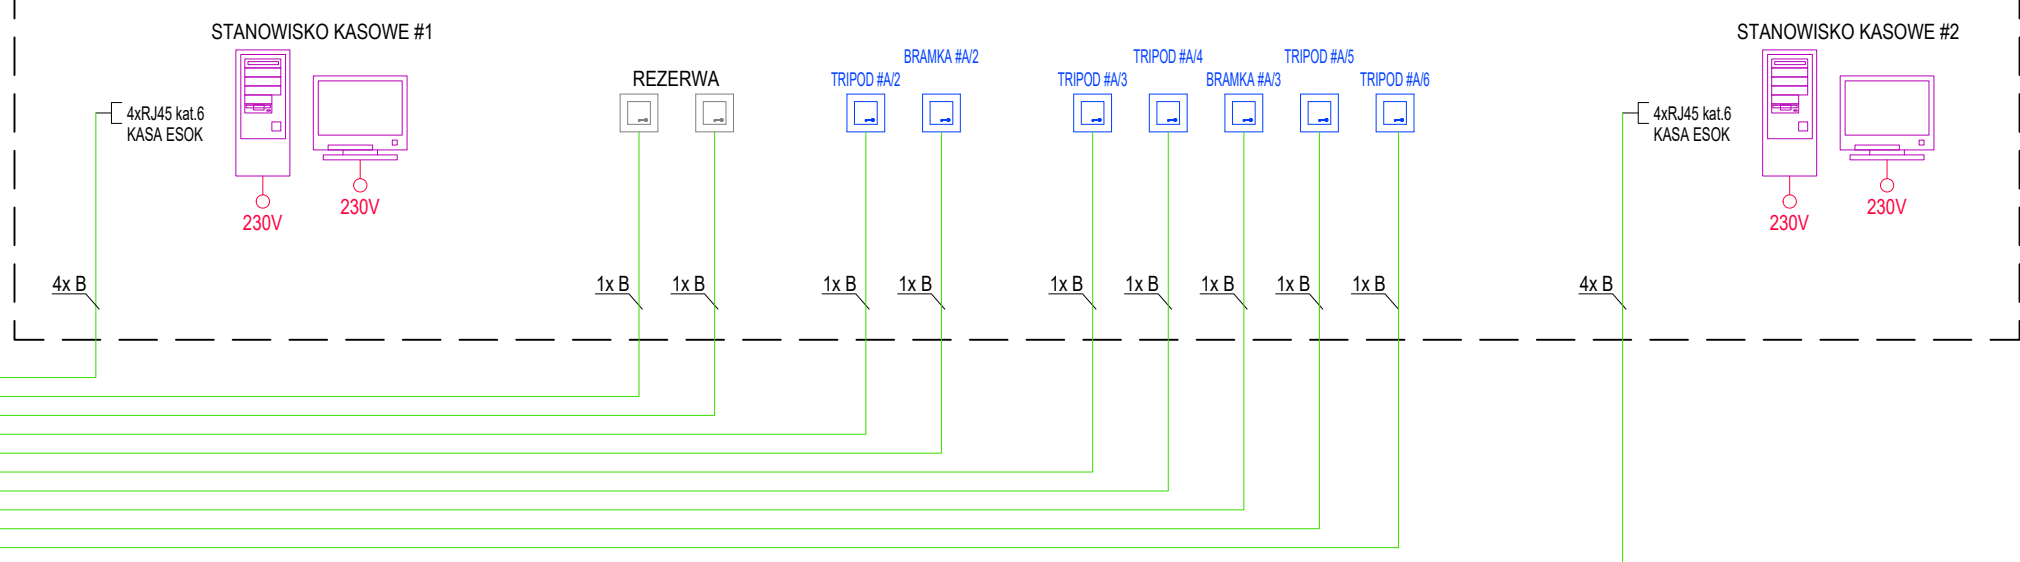 STANOWISKO KASOWE #1
STANOWISKO KASOWE #2
BRAMKA #A/2
TRIPOD #A/4
TRIPOD #A/5
REZERWA
TRIPOD #A/2
TRIPOD #A/3
BRAMKA #A/3
TRIPOD #A/6
4xRJ45 kat.6
KASA ESOK
4xRJ45 kat.6
KASA ESOK
230V
230V
230V
230V
4x B
1x B
1x B
1x B
1x B
1x B
1x B
1x B
1x B
1x B
4x B